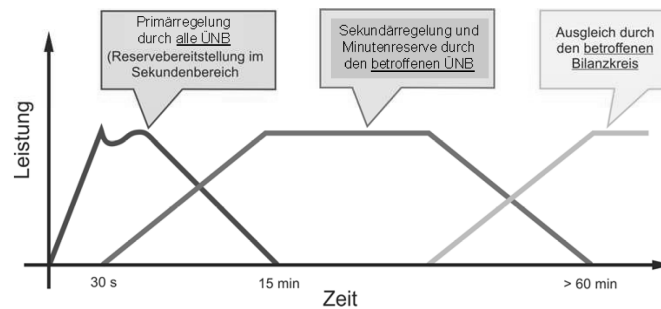 Primärregelung
durch alle ÜNB
(Reservebereitstellung im
Sekundenbereich
Sekundärregelung und
Minutenreserve durch
den betroffenen ÜNB
Ausgleich durch
den betroffenen
Bilanzkreis
Leistung
30 s
15 min
> 60 min
Zeit